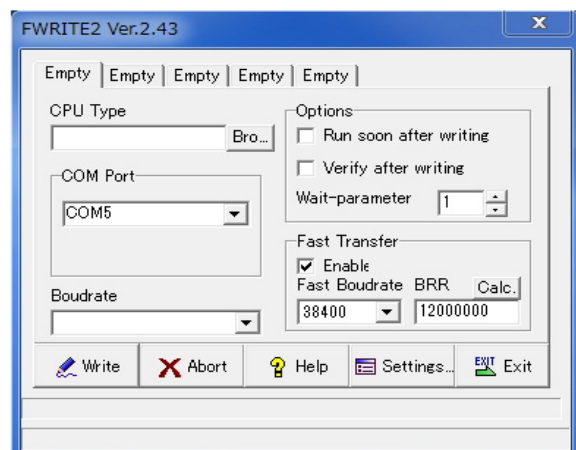 FWRITE2 Ver.2.43
x
Empty Empty Empty Empty Empty
CPU Type
Bro...
COM Port
COM5
Boudrate
Options
Run soon after writing
Verify after writing
Wait-parameter 1
Fast Transfer
Enable
Fast Boudrate BRR Calc.
38400 12000000
Write Abort Help Settings... EXIT Exit